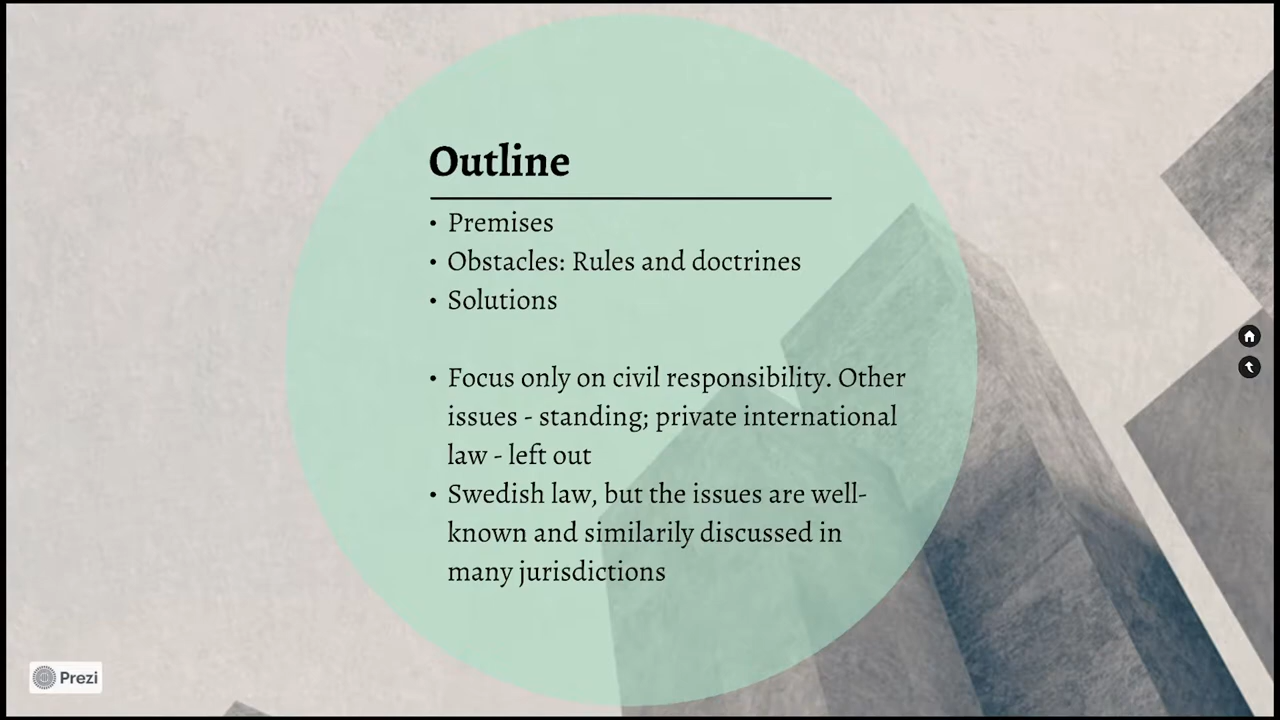 Outline
• Premises
• Obstacles: Rules and doctrines
• Solutions
• Focus only on civil responsibility. Other
issues - standing; private international
law - left out
• Swedish law, but the issues are well-
known and similarily discussed in
many jurisdictions
Prezi